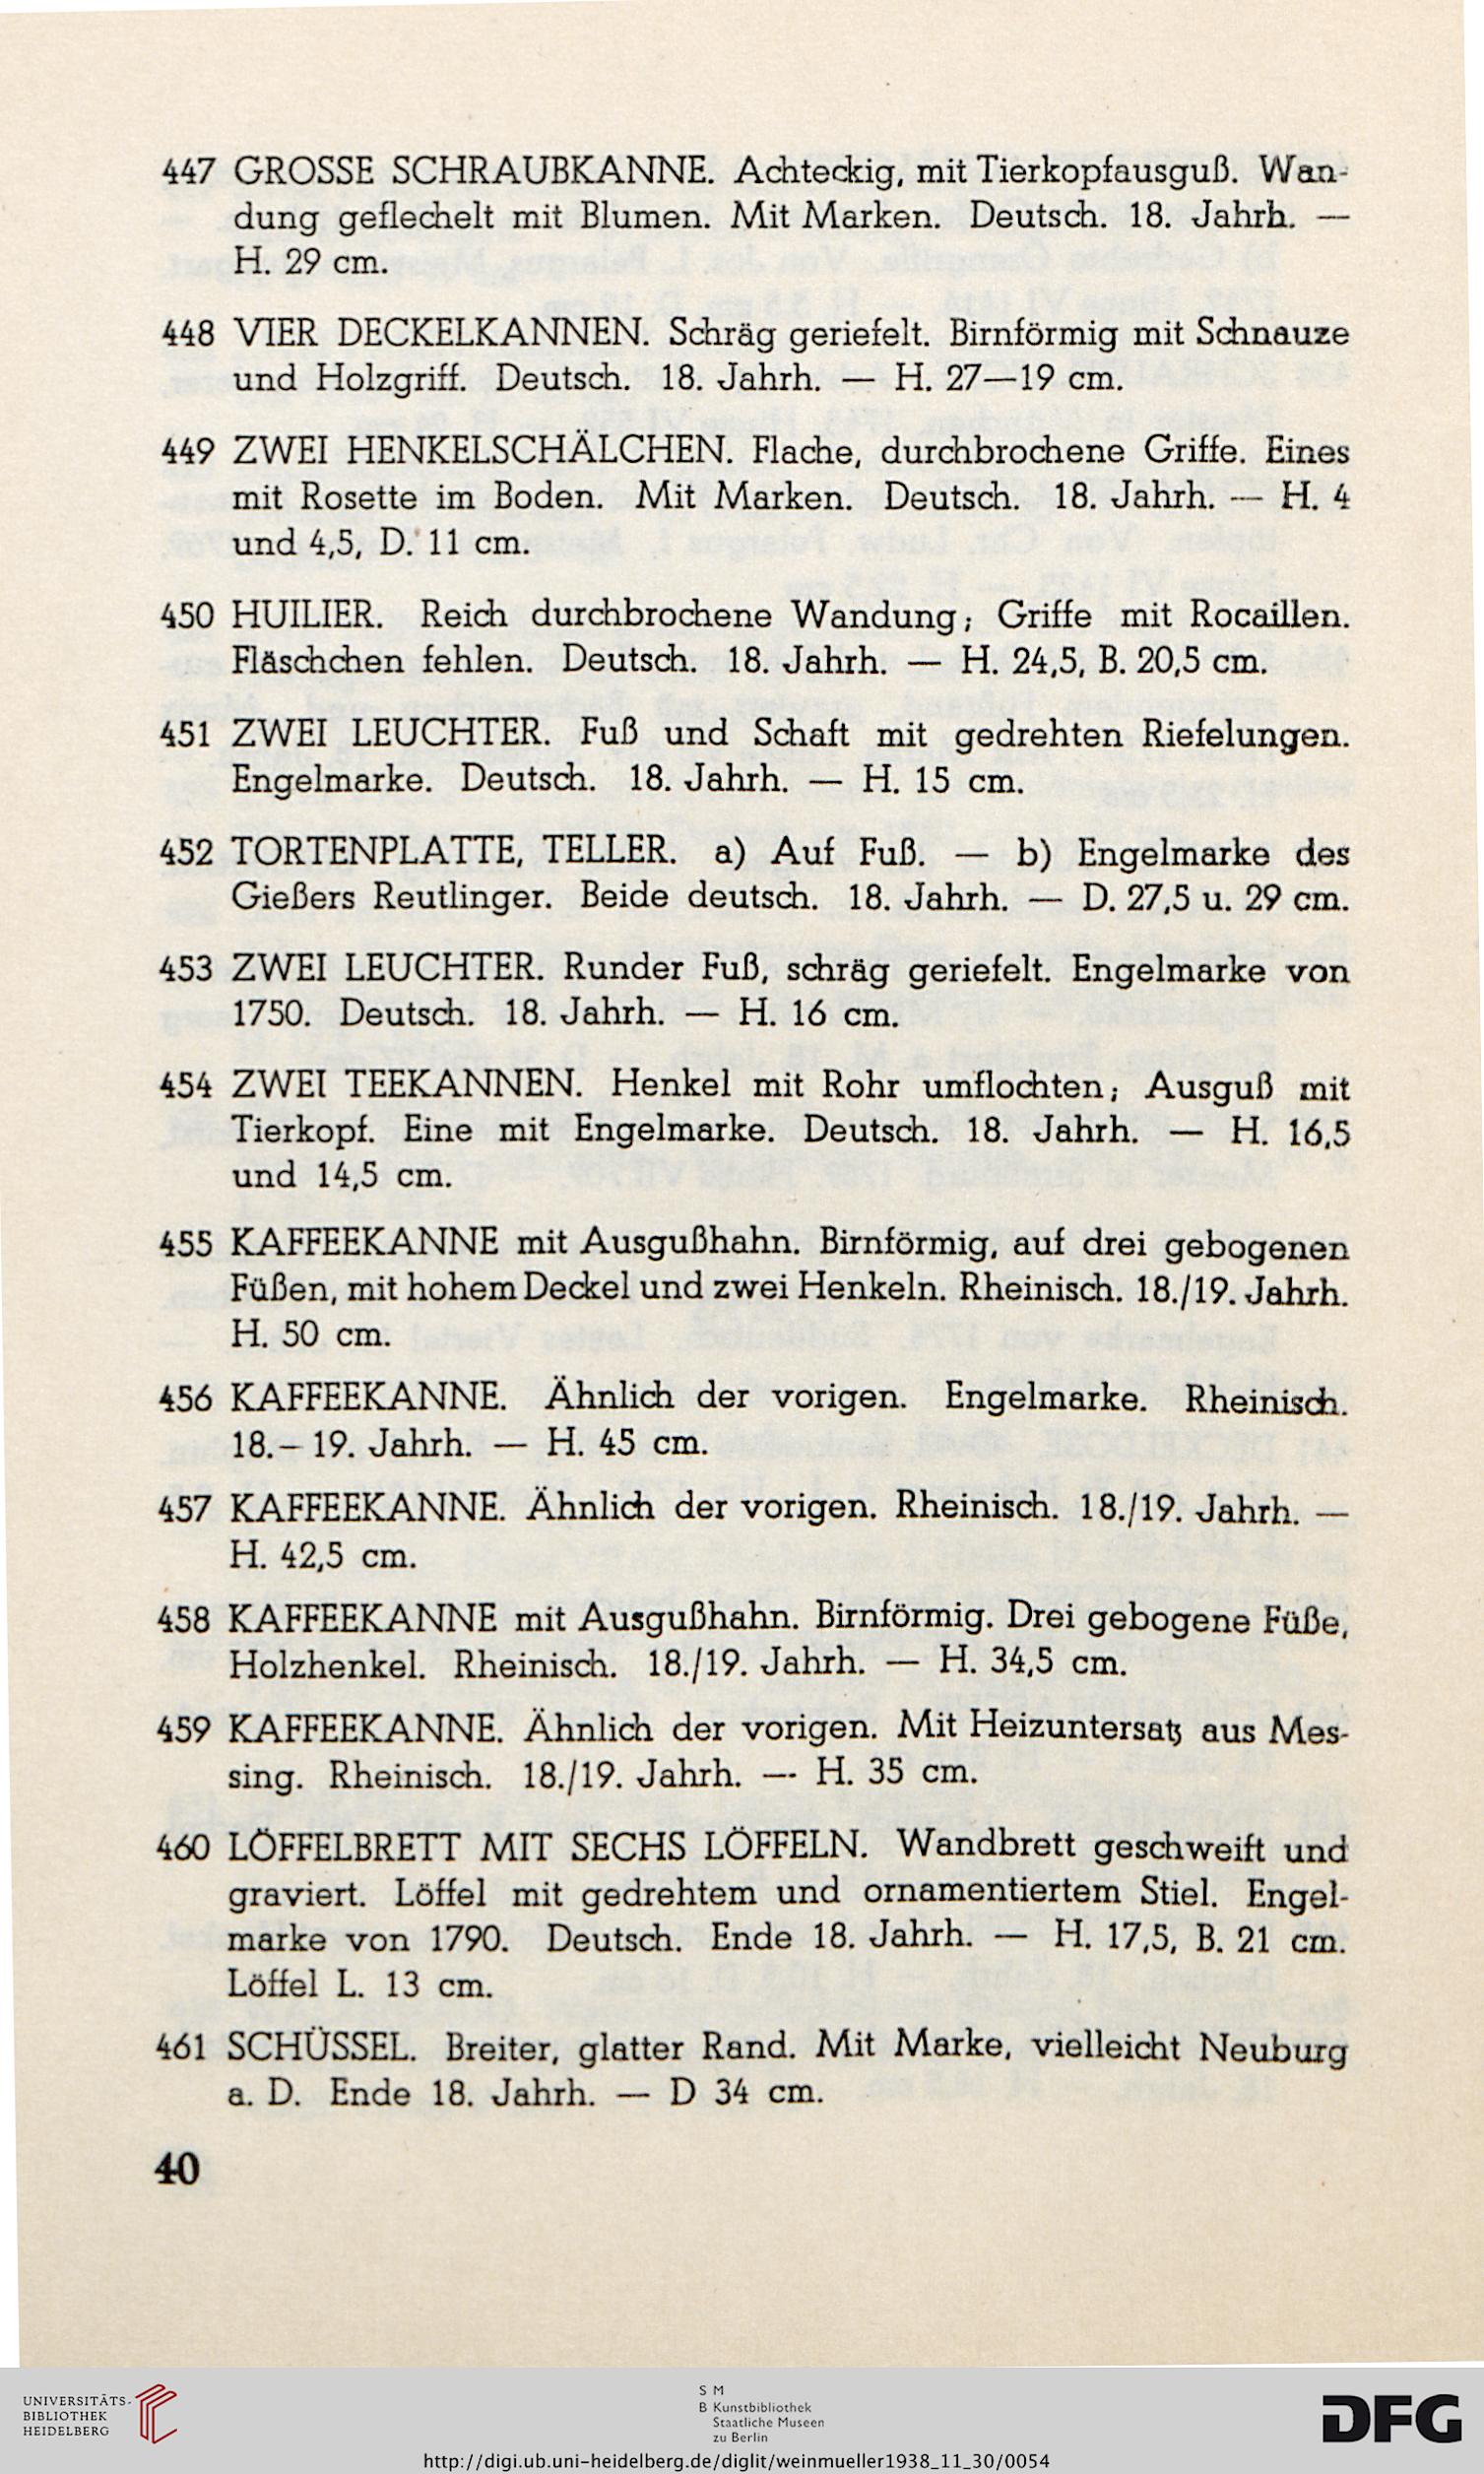 447 GROSSE SCHRAUBKANNE. Achteckig, mit Tierkopfausguß. Wan-
dung geflechelt mit Blumen. Mit Marken. Deutsch. 18. Jahrh. —
H. 29 cm.
448 VIER DECKELKANNEN. Schräg geriefelt. Birnförmig mit Schnauze
und Holzgriff. Deutsch. 18. Jahrh. — H. 27—19 cm.
449 ZWEI HENKELSCHÄLCHEN. Flache, durchbrochene Griffe. Eines
mit Rosette im Boden. Mit Marken. Deutsch. 18. Jahrh. — H. 4
und 4,5, D. 11 cm.
450 HUILIER. Reich durchbrochene Wandung; Griffe mit Rocaillen.
Fläschchen fehlen. Deutsch. 18. Jahrh. — H. 24,5, B. 20,5 cm.
451 ZWEI LEUCHTER. Fuß und Schaft mit gedrehten Riefelungen.
Engelmarke. Deutsch. 18. Jahrh. — H. 15 cm.
452 TORTENPLATTE, TELLER. a) Auf Fuß. — b) Engelmarke des
Gießers Reutlinger. Beide deutsch. 18. Jahrh. — D. 27,5 u. 29 cm.
453 ZWEI LEUCHTER. Runder Fuß, schräg geriefelt. Engelmarke von
1750. Deutsch. 18. Jahrh. — H. 16 cm.
454 ZWEI TEEKANNEN. Henkel mit Rohr umflochten; Ausguß mit
Tierkopf. Eine mit Engelmarke. Deutsch. 18. Jahrh. — H. 16,5
und 14,5 cm.
455 KAFFEEKANNE mit Ausgußhahn. Birnförmig, auf drei gebogenen
Füßen, mit hohem Deckel und zwei Henkeln. Rheinisch. 18./19. Jahrh.
H. 50 cm.
456 KAFFEEKANNE. Ähnlich der vorigen. Engelmarke. Rheinisch.
18.– 19. Jahrh. — H. 45 cm.
457 KAFFEEKANNE. Ähnlich der vorigen. Rheinisch. 18./19. Jahrh. —
H. 42,5 cm.
458 KAFFEEKANNE mit Ausgußhahn. Birnförmig. Drei gebogene Füße,
Holzhenkel. Rheinisch. 18./19. Jahrh. — H. 34,5 cm.
459 KAFFEEKANNE. Ähnlich der vorigen. Mit Heizuntersatz aus Mes-
sing. Rheinisch. 18./19. Jahrh. — H. 35 cm.
460 LÖFFELBRETT MIT SECHS LÖFFELN. Wandbrett geschweift und
graviert. Löffel mit gedrehtem und ornamentiertem Stiel. Engel-
marke von 1790. Deutsch. Ende 18. Jahrh. — H. 17,5, B. 21 cm.
Löffel L. 13 cm.
461 SCHÜSSEL. Breiter, glatter Rand. Mit Marke, vielleicht Neuburg
a. D. Ende 18. Jahrh. — D 34 cm.
40
UNIVERSITÄTS-
BIBLIOTHEK
HEIDELBERG
S M
B Kunstbibliothek
Staatliche Museen
zu Berlin
DFG
http://digi.ub.uni-heidelberg.de/diglit/weinmueller1938_11_30/0054